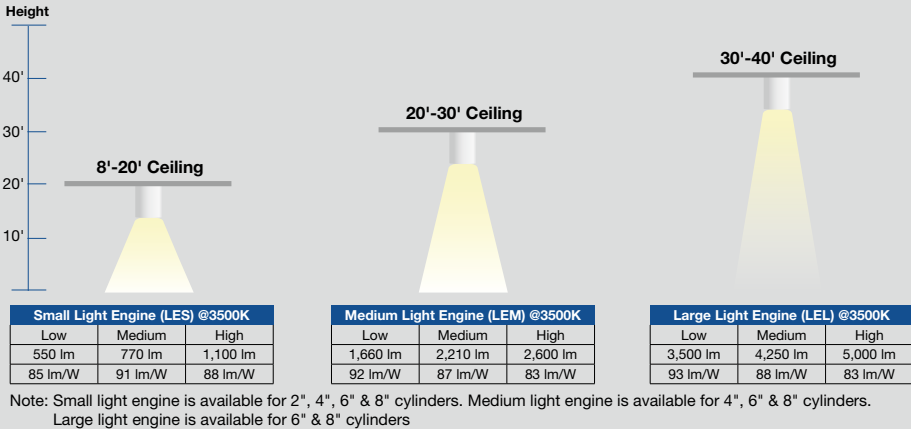 Height
40'
30'
20'
10'
8'-20' Ceiling
20'-30' Ceiling
30'-40' Ceiling
Small Light Engine (LES) @3500K
Low Medium High
550 lm 770 lm 1,100 lm
85 lm/W 91 lm/W 88 lm/W
Medium Light Engine (LEM) @3500K
Low Medium High
1,660 lm 2,210 lm 2,600 lm
92 lm/W 87 lm/W 83 lm/W
Large Light Engine (LEL) @3500K
Low Medium High
3,500 lm 4,250 lm 5,000 lm
93 lm/W 88 lm/W 83 lm/W
Note: Small light engine is available for 2", 4", 6" & 8" cylinders. Medium light engine is available for 4", 6" & 8" cylinders.
Large light engine is available for 6" & 8" cylinders